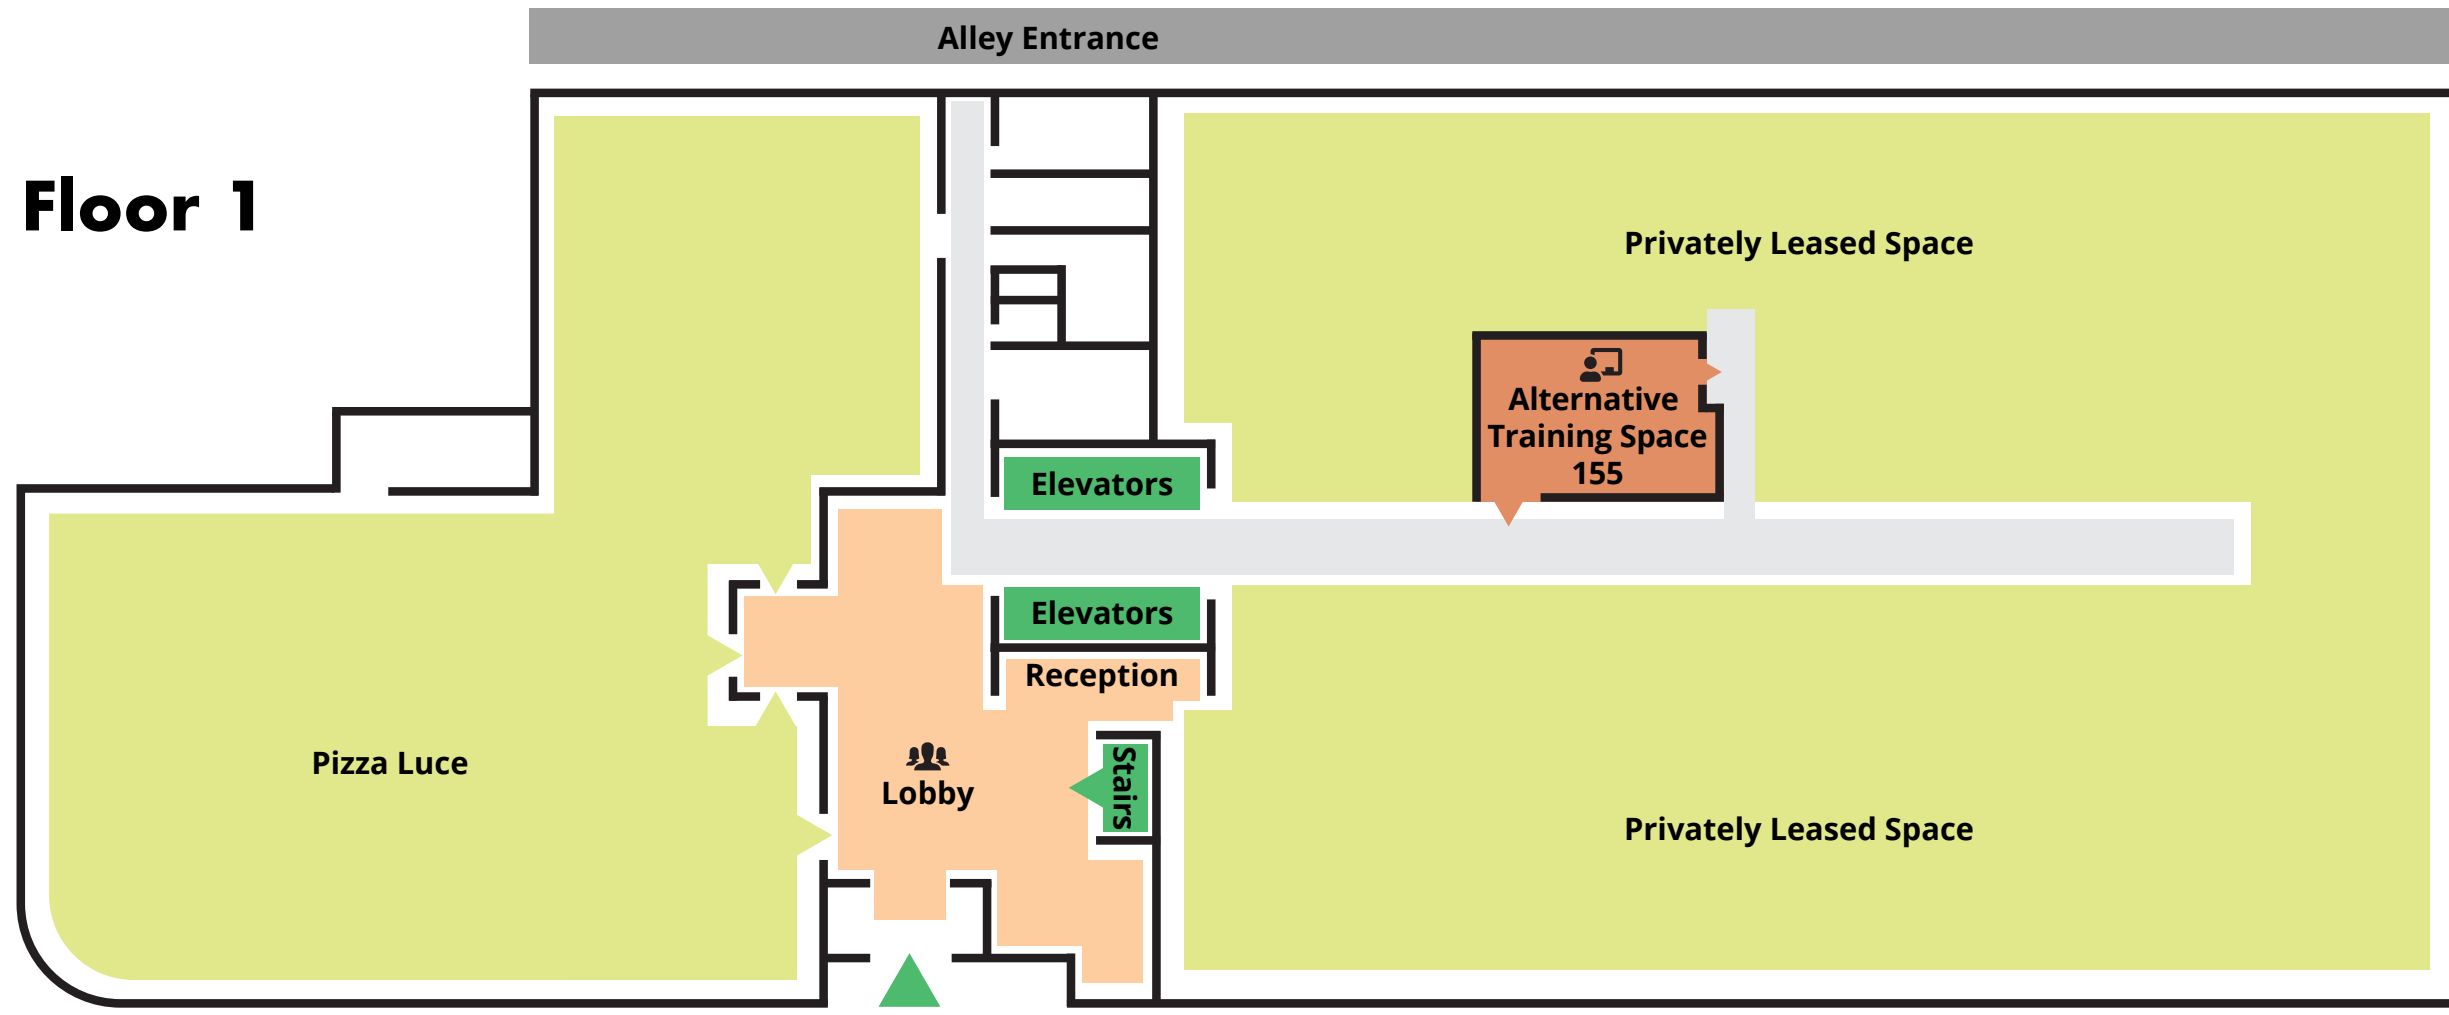 Alley Entrance
Floor 1
Privately Leased Space
Alternative
Training Space
155
Elevators
Elevators
Reception
Pizza Luce
Lobby
Stairs
Privately Leased Space